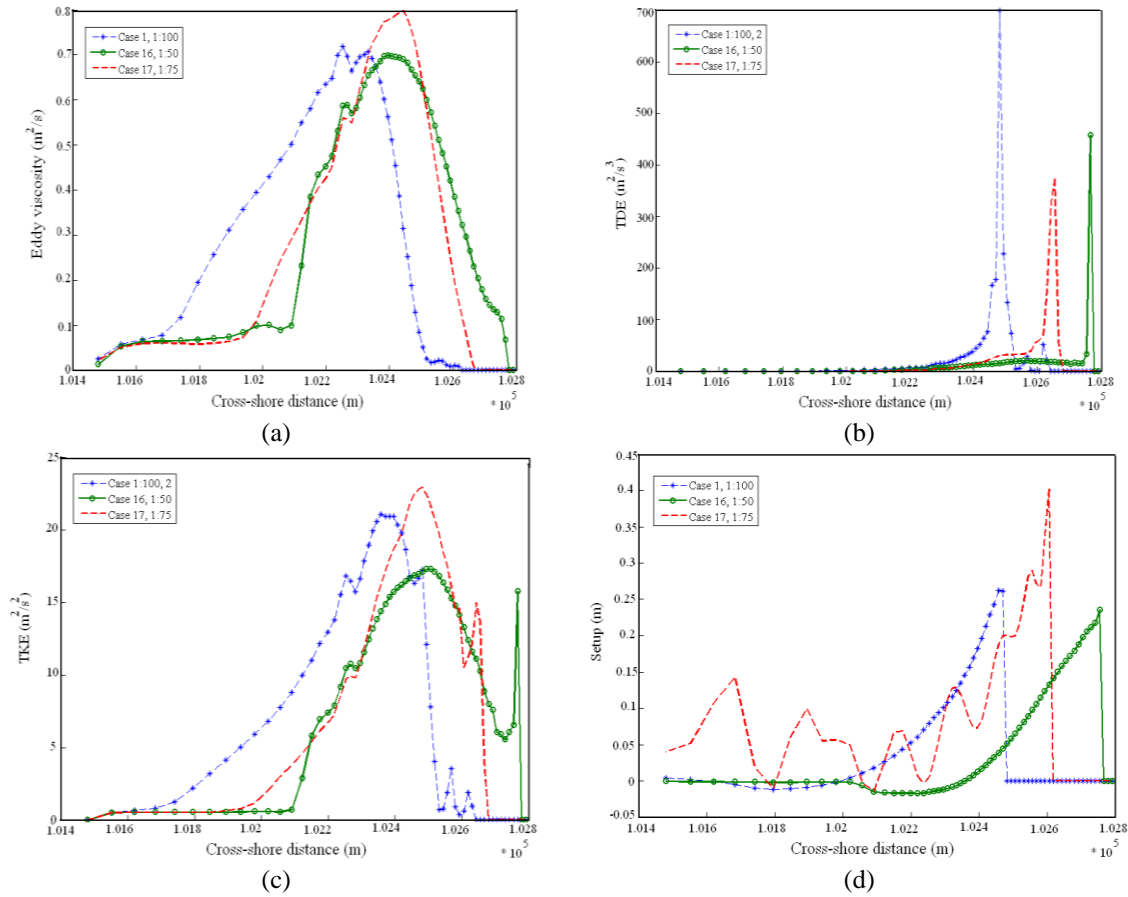 0.8
0.7
0.6
0.5
0.4
0.3
0.2
0.1
0
Eddy viscosity (m²/s)
Case 1, 1:100
Case 16, 1:50
Case 17, 1:75
1.014 1.016 1.018 1.02 1.022 1.024 1.026 1.028
Cross-shore distance (m)
* 10⁵
(a)
700
600
500
400
300
200
100
0
TDE (m²/s³)
Case 1:100, 2
Case 16, 1:50
Case 17, 1:75
1.014 1.016 1.018 1.02 1.022 1.024 1.026 1.028
Cross-shore distance (m)
* 10⁵
(b)
25
20
15
10
5
0
TKE (m²/s²)
Case 1:100, 2
Case 16, 1:50
Case 17, 1:75
1.014 1.016 1.018 1.02 1.022 1.024 1.026 1.028
Cross-shore distance (m)
* 10⁵
(c)
0.45
0.4
0.35
0.3
0.25
0.2
0.15
0.1
0.05
0
-0.05
Setup (m)
Case 1, 1:100
Case 16, 1:50
Case 17, 1:75
1.014 1.016 1.018 1.02 1.022 1.024 1.026 1.028
Cross-shore distance (m)
* 10⁵
(d)